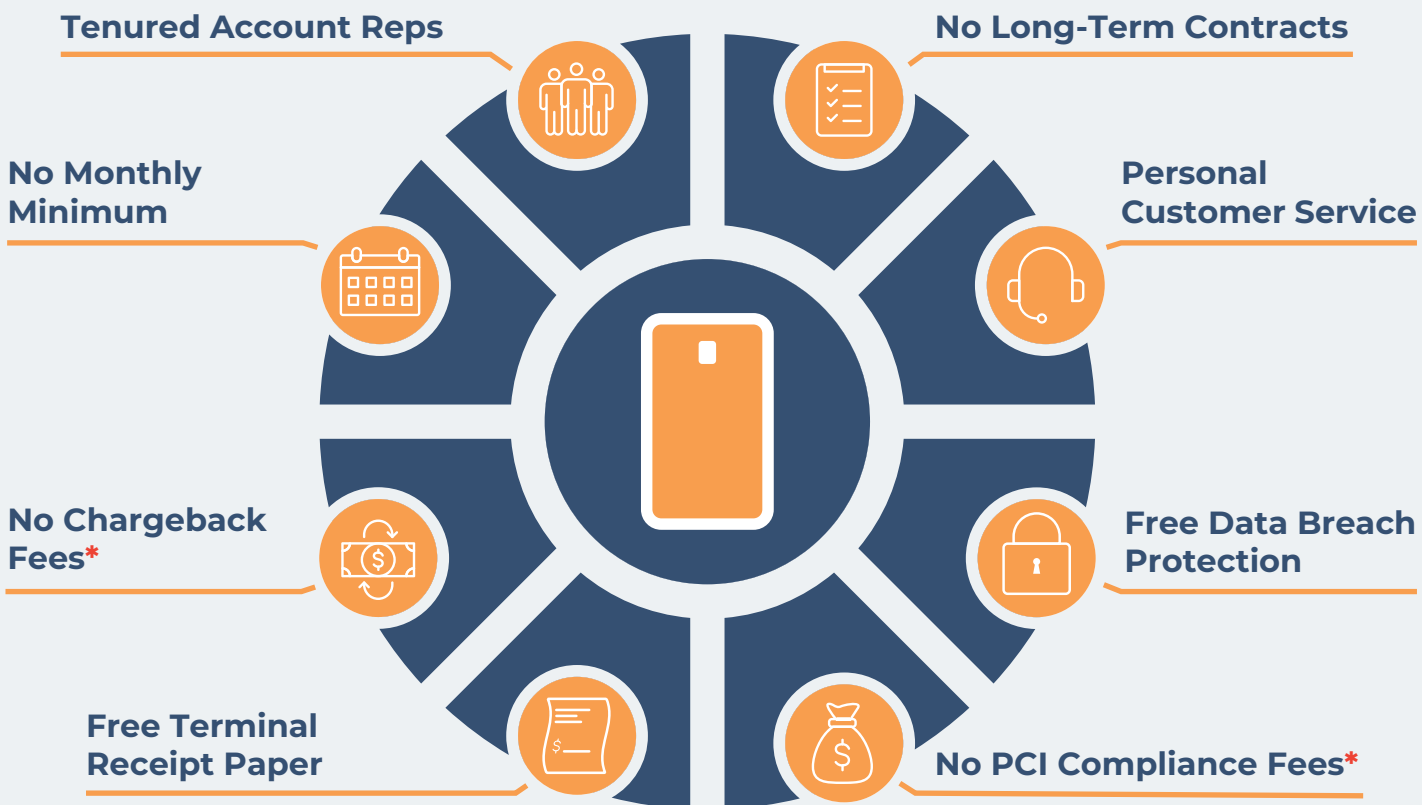 Tenured Account Reps
No Long-Term Contracts
No Monthly
Minimum
Personal
Customer Service
No Chargeback
Fees*
$
Free Data Breach
Protection
Free Terminal
Receipt Paper
$
$
No PCI Compliance Fees*